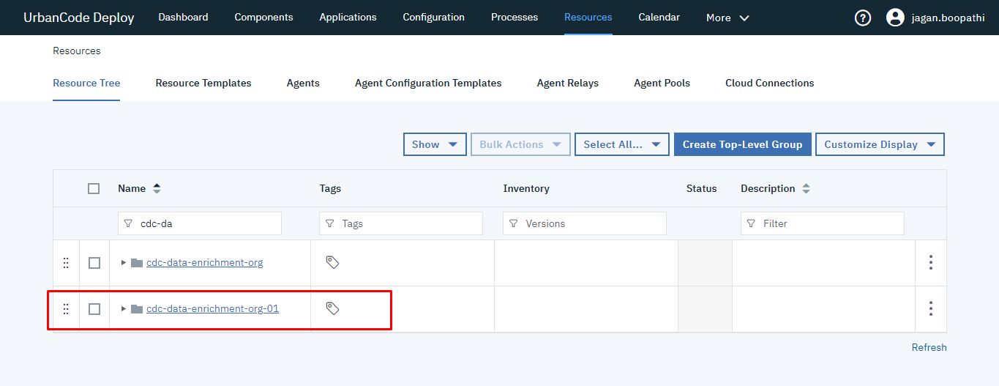 UrbanCode Deploy Dashboard Components Applications Configuration Processes Resources Calendar More jagan.boopathi
Resources
Resource Tree Resource Templates Agents Agent Configuration Templates Agent Relays Agent Pools Cloud Connections
Show Bulk Actions Select All... Create Top-Level Group Customize Display
Name Tags Inventory Status Description
cdc-da Tags Versions Filter
cdc-data-enrichment-org
cdc-data-enrichment-org-01
Refresh